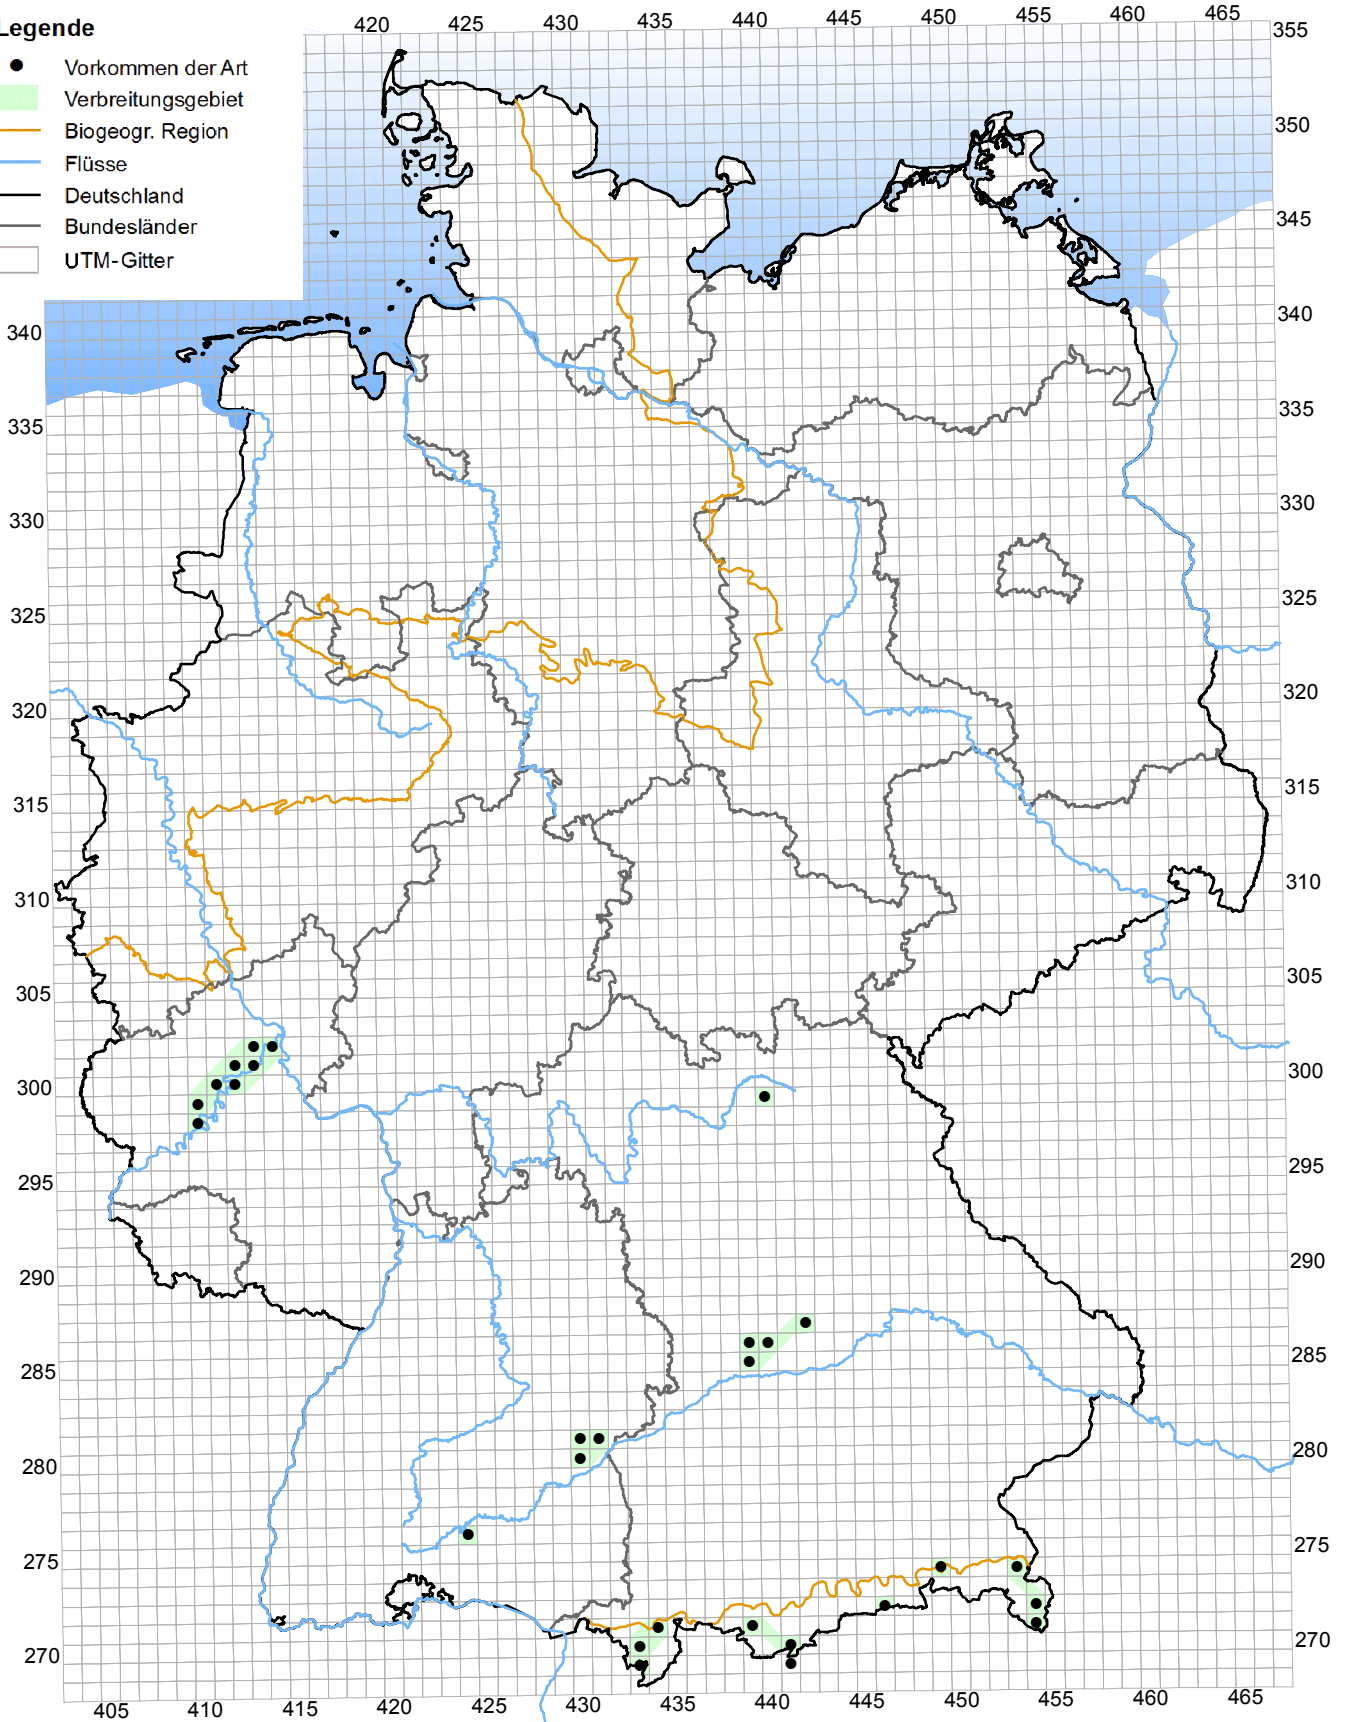 Legende
Vorkommen der Art
Verbreitungsgebiet
Biogeogr. Region
Flüsse
Deutschland
Bundesländer
UTM-Gitter
420 425 430 435 440 445 450 455 460 465
355
350
345
340 340
335 335
330 330
325 325
320 320
315 315
310 310
305 305
300 300
295 295
290 290
285 285
280 280
275 275
270 270
405 410 415 420 425 430 435 440 445 450 455 460 465